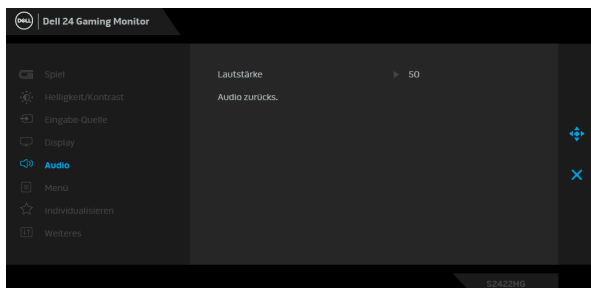 DELL Dell 24 Gaming Monitor
Spiel
Helligkeit/Kontrast
Eingabe-Quelle
Display
Audio
Menü
Individualisieren
Weiteres
Lautstärke 50
Audio zurücks.
S2422HG